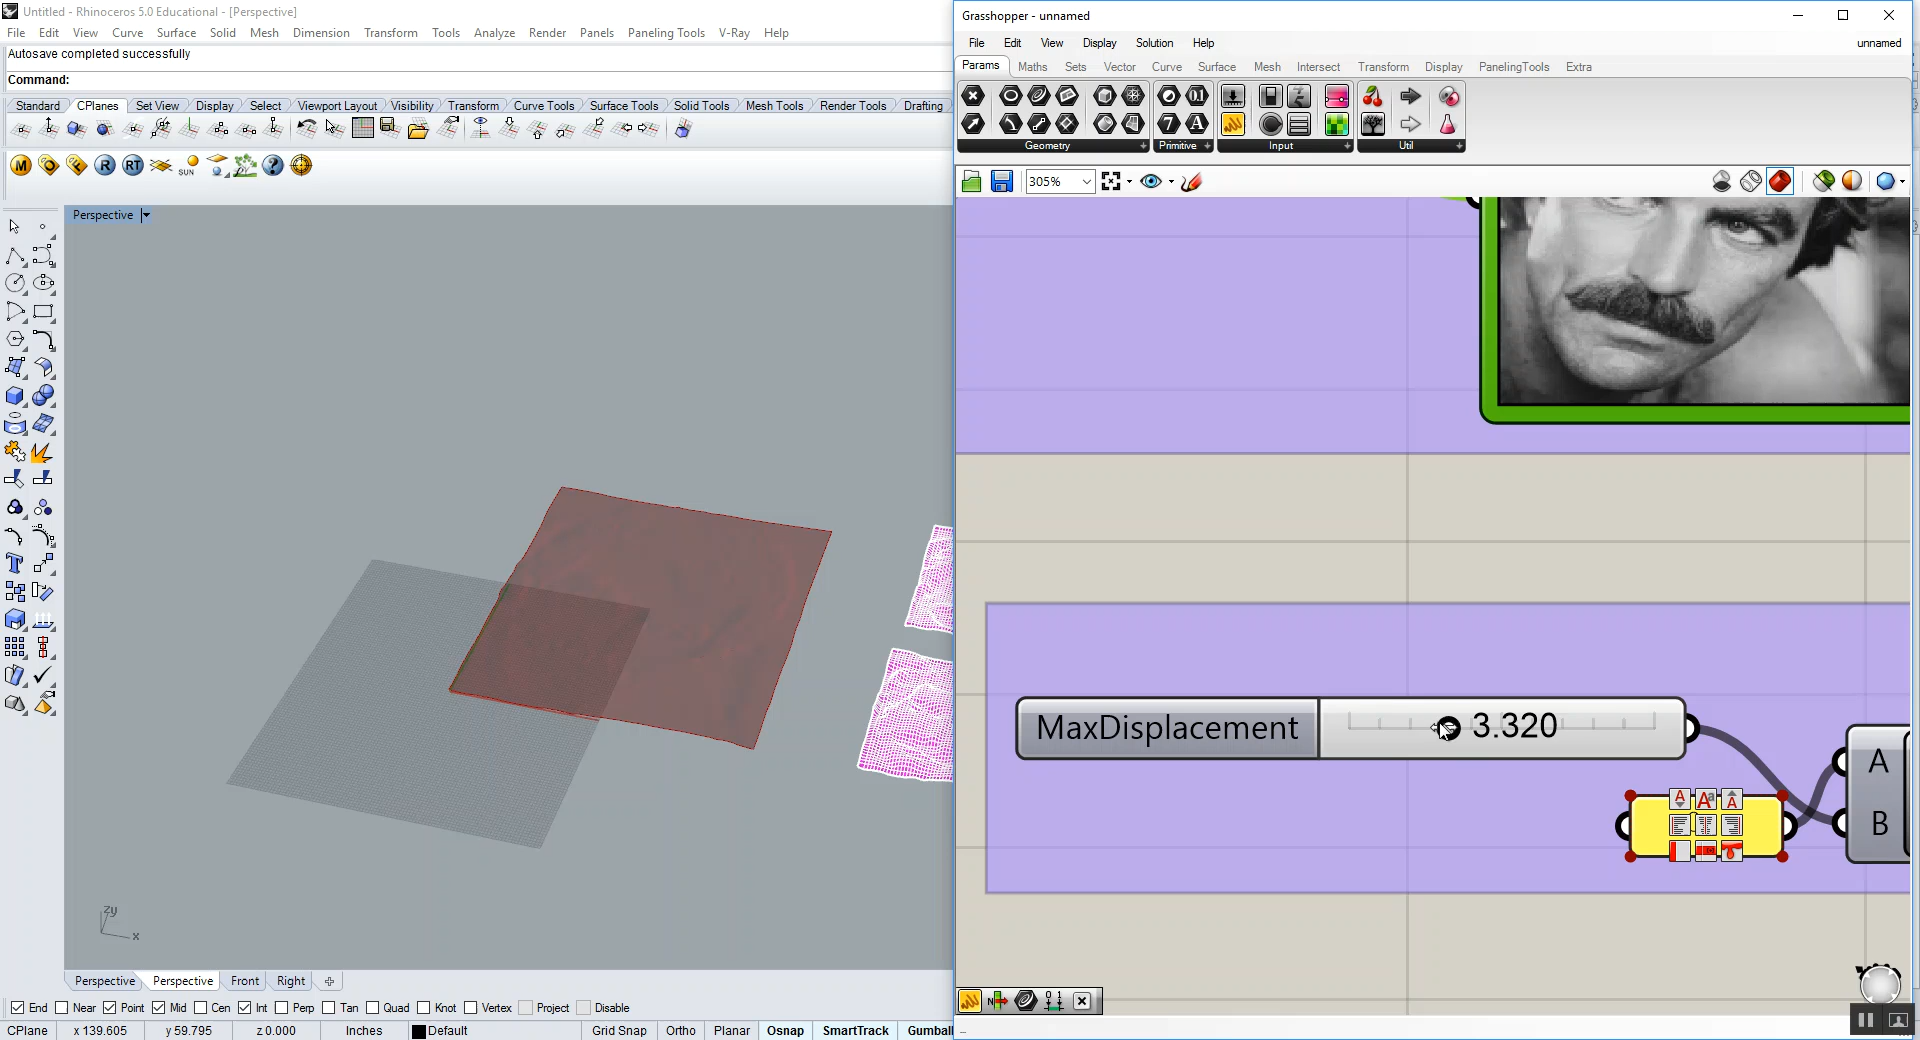 Untitled - Rhinoceros 5.0 Educational - [Perspective]
File Edit View Curve Surface Solid Mesh Dimension Transform Tools Analyze Render Panels Paneling Tools V-Ray Help
Autosave completed successfully
Command:
Standard CPlanes Set View Display Select Viewport Layout Visibility Transform Curve Tools Surface Tools Solid Tools Mesh Tools Render Tools Drafting
M O F R RT SUN ?
Perspective
zy
x
Perspective Perspective Front Right
End Near Point Mid Cen Int Perp Tan Quad Knot Vertex Project Disable
CPlane x 139.605 y 59.795 z 0.000 Inches Default Grid Snap Ortho Planar Osnap SmartTrack Gumball
Grasshopper - unnamed
File Edit View Display Solution Help unnamed
Params Maths Sets Vector Curve Surface Mesh Intersect Transform Display PanelingTools Extra
Geometry Primitive Input Util
305%
MaxDisplacement 3.320
A
B